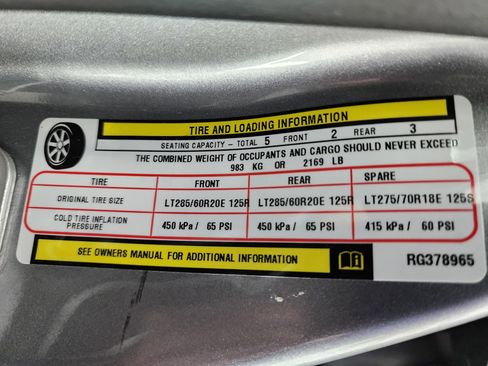 TIRE AND LOADING INFORMATION
SEATING CAPACITY - TOTAL 5 FRONT 2 REAR 3
THE COMBINED WEIGHT OF OCCUPANTS AND CARGO SHOULD NEVER EXCEED
983 KG OR 2169 LB
TIRE FRONT REAR SPARE
ORIGINAL TIRE SIZE LT285/60R20E 125R LT285/60R20E 125R LT275/70R18E 125S
COLD TIRE INFLATION PRESSURE 450 kPa / 65 PSI 450 kPa / 65 PSI 415 kPa / 60 PSI
SEE OWNERS MANUAL FOR ADDITIONAL INFORMATION RG378965